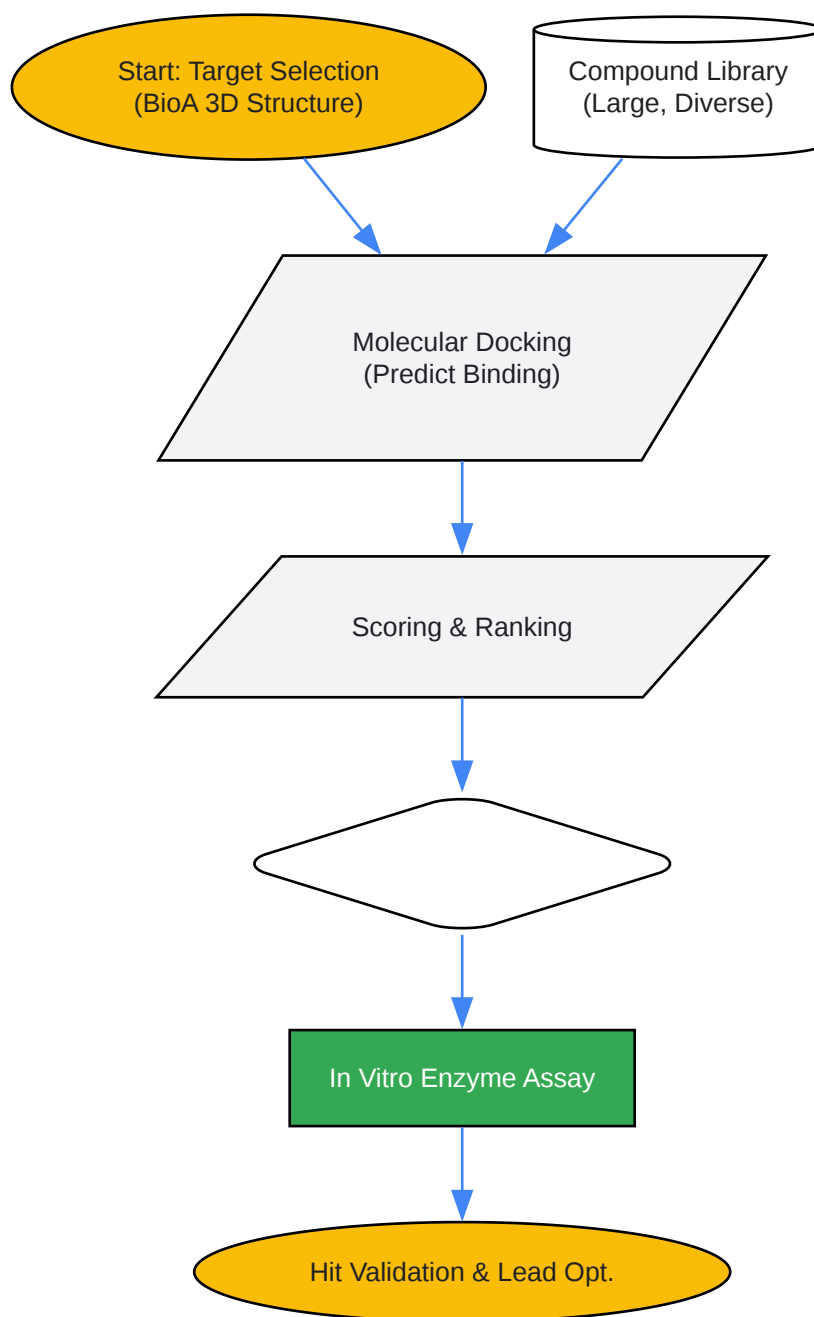 Start: Target Selection
(BioA 3D Structure)
Compound Library
(Large, Diverse)
Molecular Docking
(Predict Binding)
Scoring & Ranking
In Vitro Enzyme Assay
Hit Validation & Lead Opt.